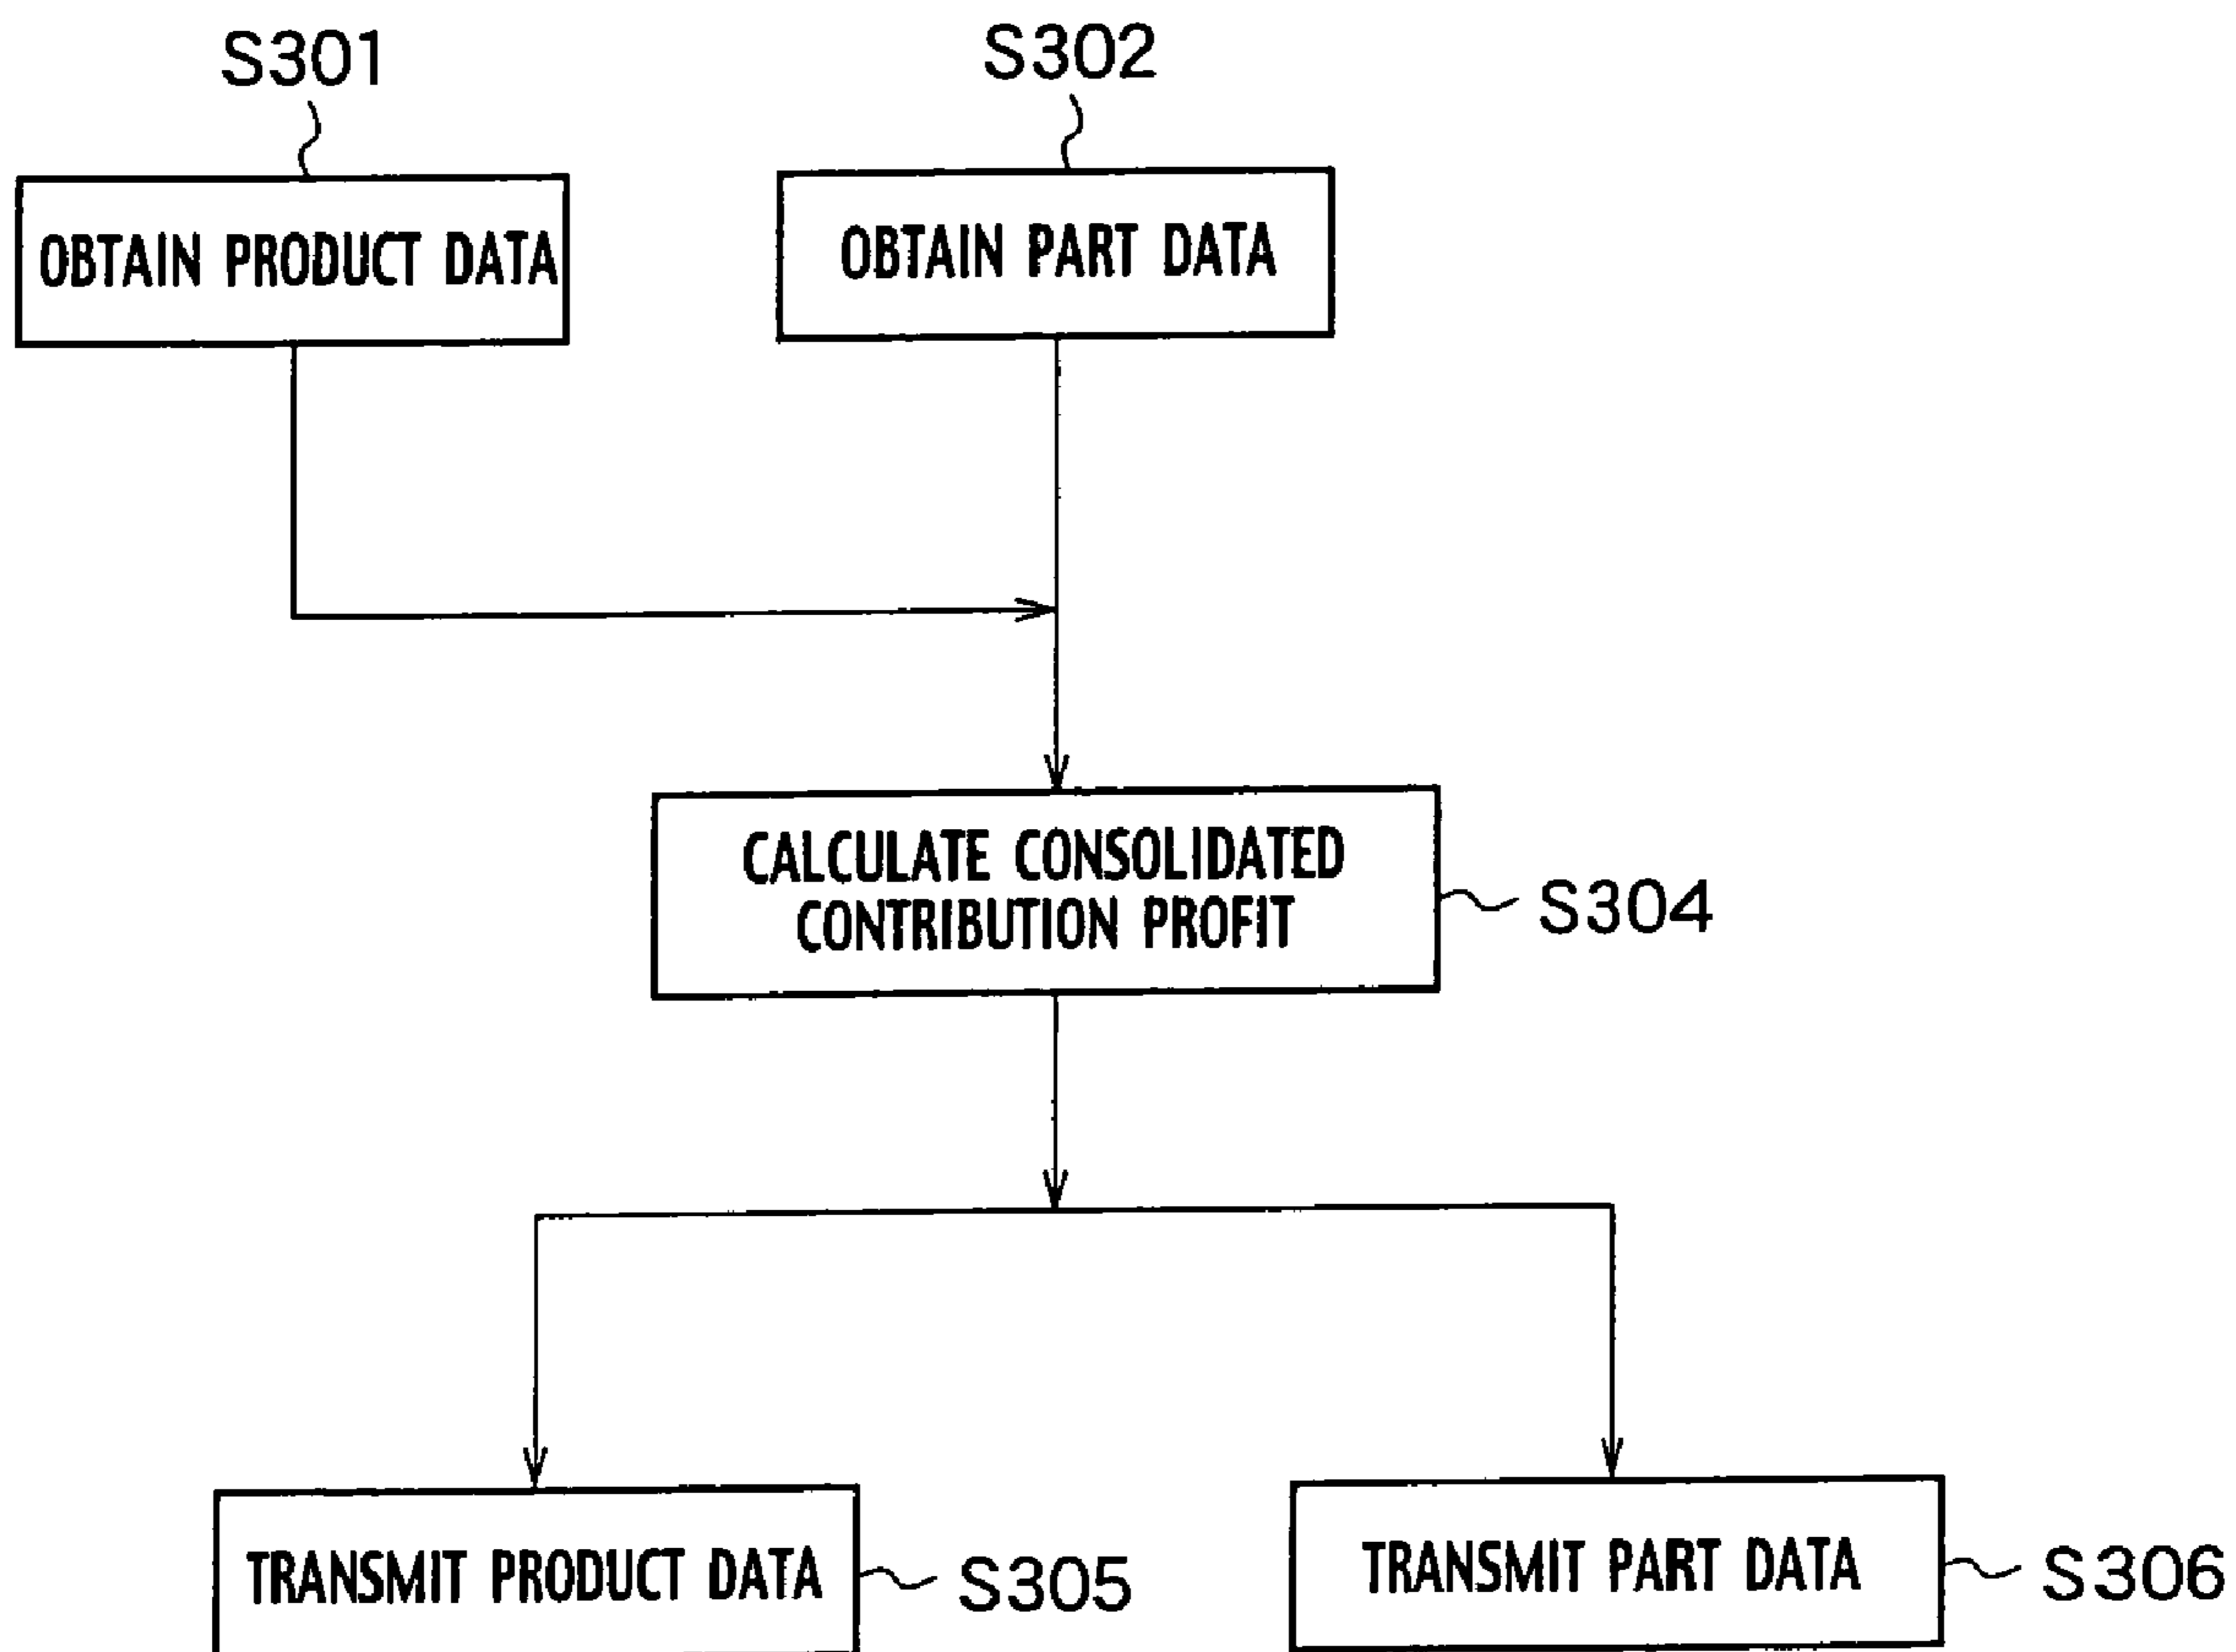 S301
S302
OBTAIN PRODUCT DATA
OBTAIN PART DATA
CALCULATE CONSOLIDATED
CONTRIBUTION PROFIT
S304
TRANSMIT PRODUCT DATA
S305
TRANSMIT PART DATA
S306